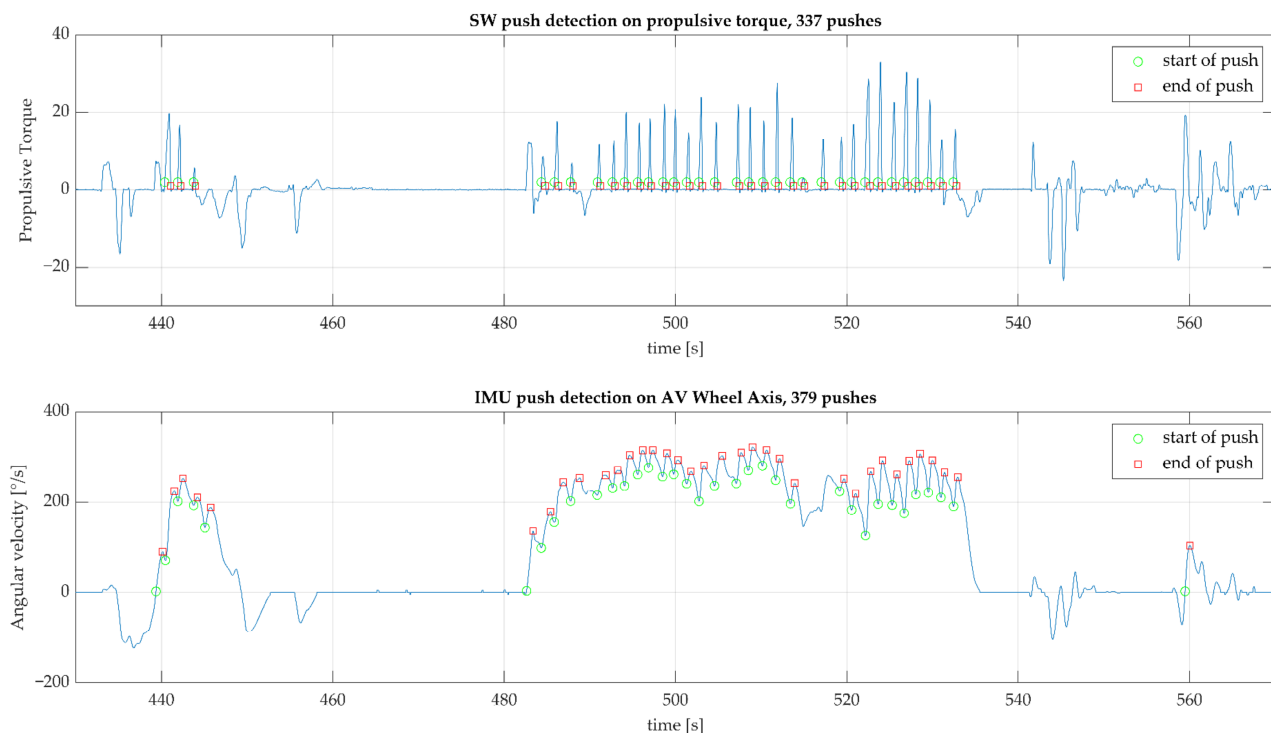 SW push detection on propulsive torque, 337 pushes
40
20
0
−20
Propulsive Torque
start of push
end of push
440
460
480
500
520
540
560
time [s]
IMU push detection on AV Wheel Axis, 379 pushes
400
200
0
−200
Angular velocity [°/s]
start of push
end of push
440
460
480
500
520
540
560
time [s]